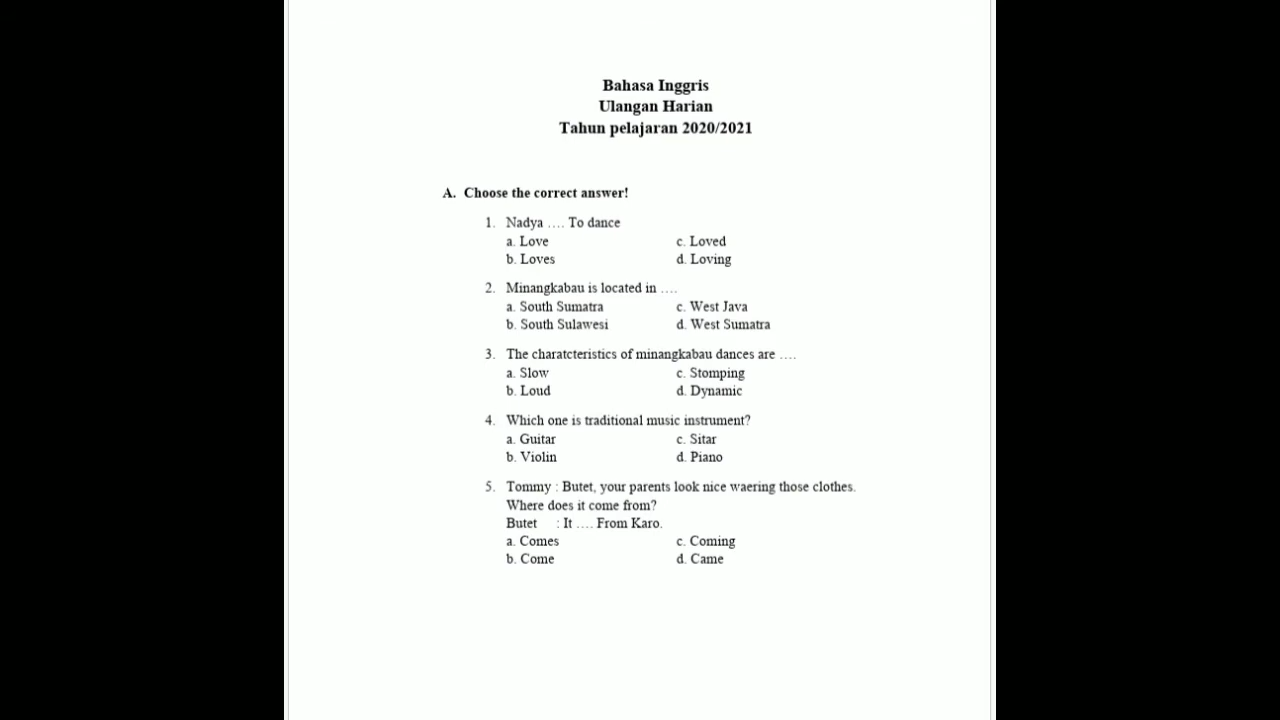 Bahasa Inggris
Ulangan Harian
Tahun pelajaran 2020/2021
A. Choose the correct answer!
1. Nadya .... To dance
a. Love c. Loved
b. Loves d. Loving
2. Minangkabau is located in ....
a. South Sumatra c. West Java
b. South Sulawesi d. West Sumatra
3. The charatcteristics of minangkabau dances are ....
a. Slow c. Stomping
b. Loud d. Dynamic
4. Which one is traditional music instrument?
a. Guitar c. Sitar
b. Violin d. Piano
5. Tommy : Butet, your parents look nice waering those clothes.
Where does it come from?
Butet : It .... From Karo.
a. Comes c. Coming
b. Come d. Came